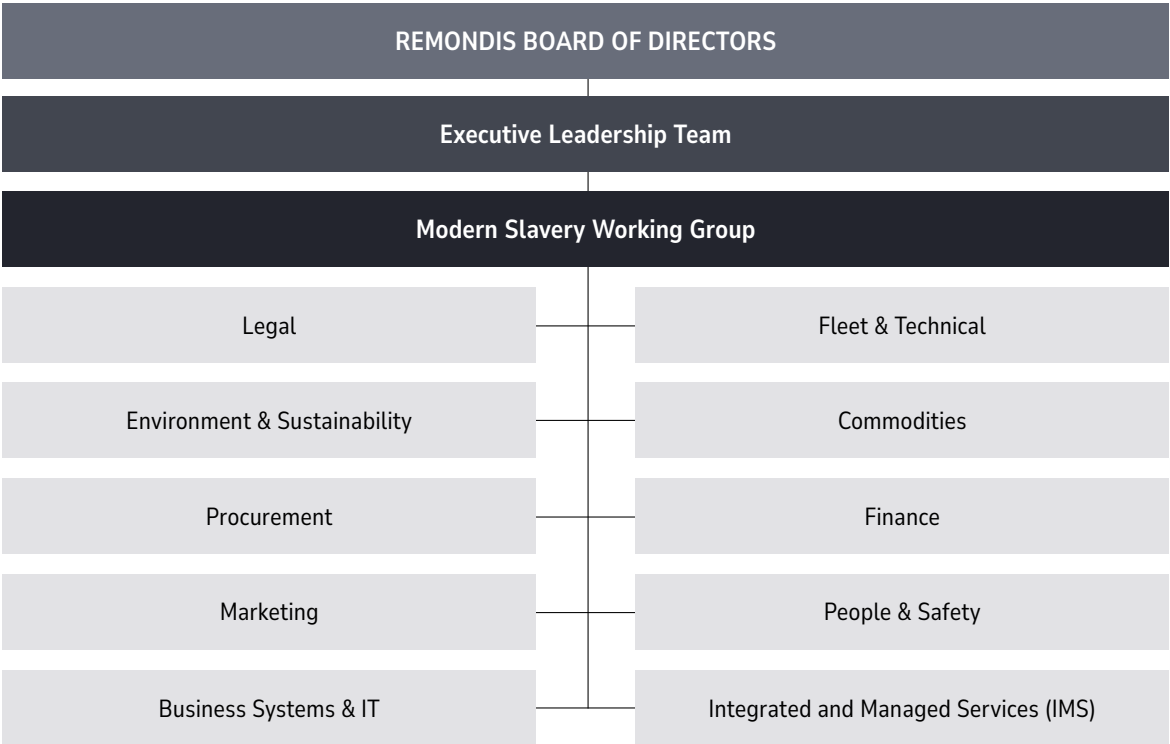 REMONDIS BOARD OF DIRECTORS
Executive Leadership Team
Modern Slavery Working Group
Legal
Fleet & Technical
Environment & Sustainability
Commodities
Procurement
Finance
Marketing
People & Safety
Business Systems & IT
Integrated and Managed Services (IMS)